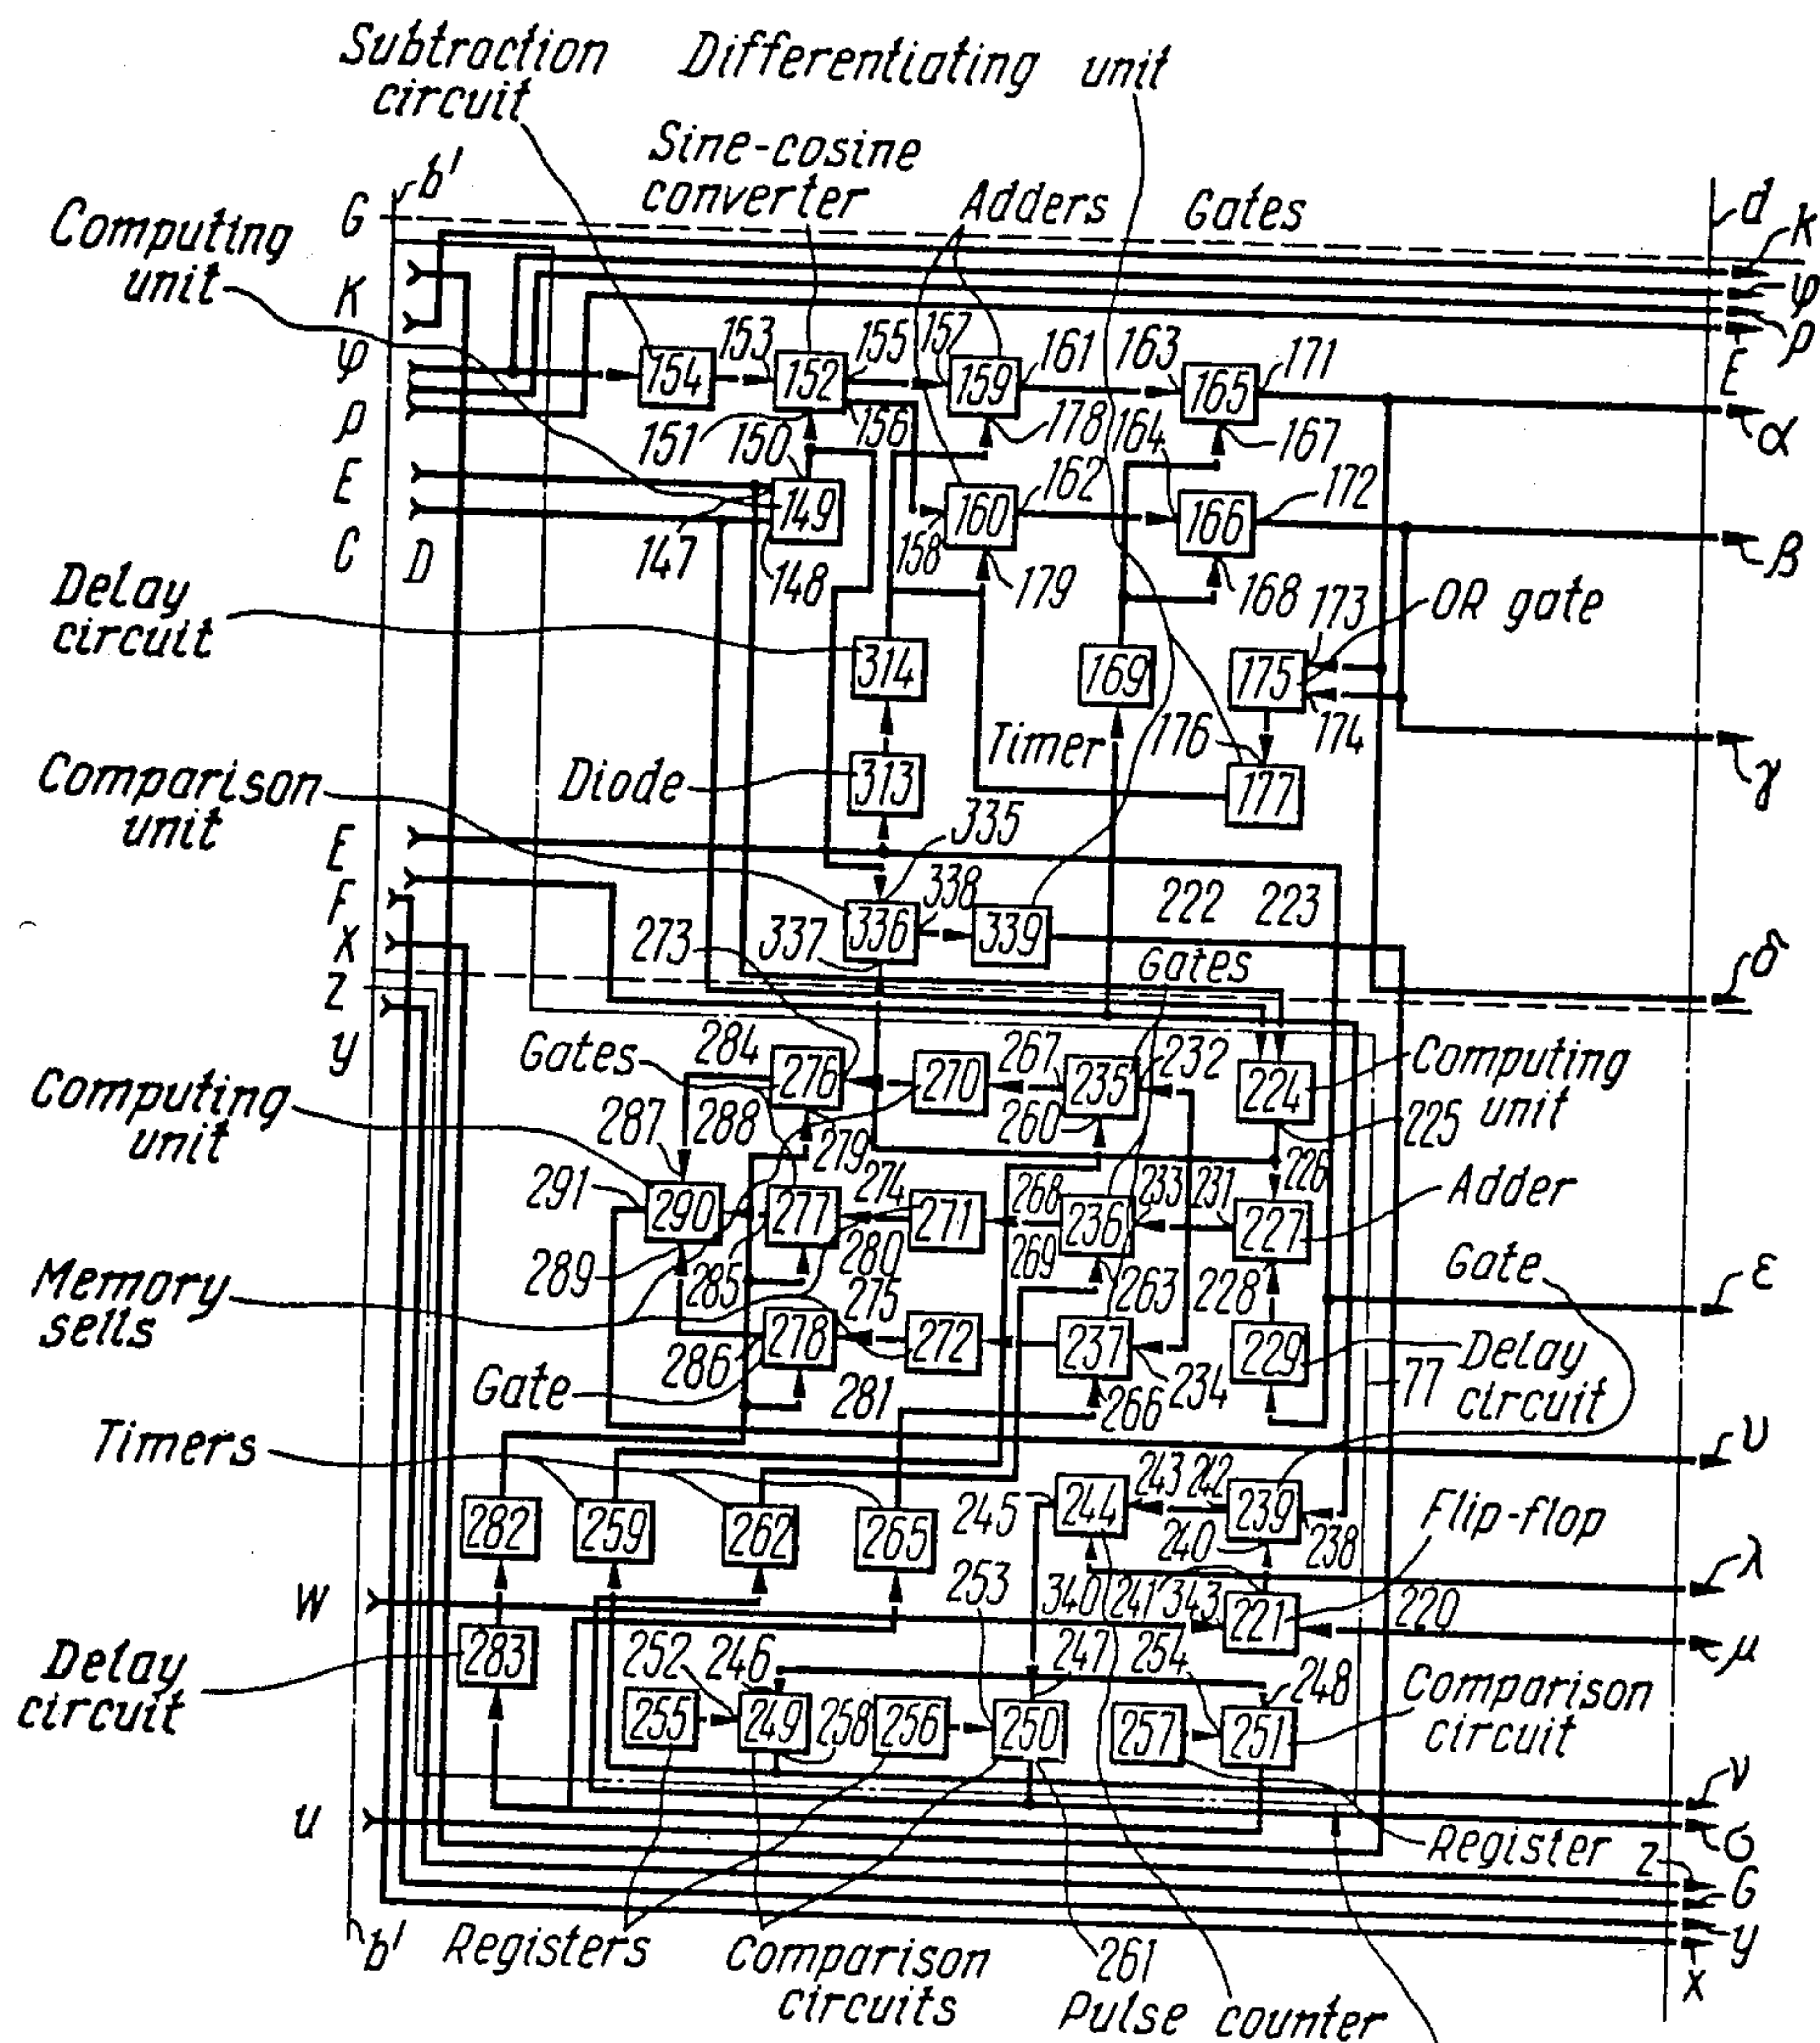 Subtraction
circuit
Differentiating unit
Sine-cosine
converter
Adders
Gates
b'
d
G
K
φ
ρ
E
C
D
Computing
unit
k
φ
ρ
E
α
β
γ
δ
153
155
157
161
163
171
154
152
159
165
151
150
156
178
164
167
149
160
162
166
172
147
148
158
179
168
173
OR gate
Delay
circuit
314
169
175
174
Timer
176
Diode
313
177
Comparison
unit
335
E
F
X
Z
y
336
338
339
222
223
337
273
Gates
Gates
284
276
270
267
235
232
224
Computing
unit
Computing
unit
287
288
279
260
225
226
291
290
277
274
271
268
236
233
231
227
Adder
289
285
280
269
263
228
Gate
ε
Memory
sells
275
286
278
272
237
234
229
Delay
circuit
77
Gate
281
266
Timers
υ
282
259
262
265
245
244
243
242
239
238
240
Flip-flop
λ
W
253
340
241
343
221
220
μ
Delay
circuit
283
252
246
247
254
248
255
249
258
256
250
257
251
Comparison
circuit
ν
σ
u
Register
z
G
y
x
b'
Registers
Comparison
circuits
261
Pulse counter